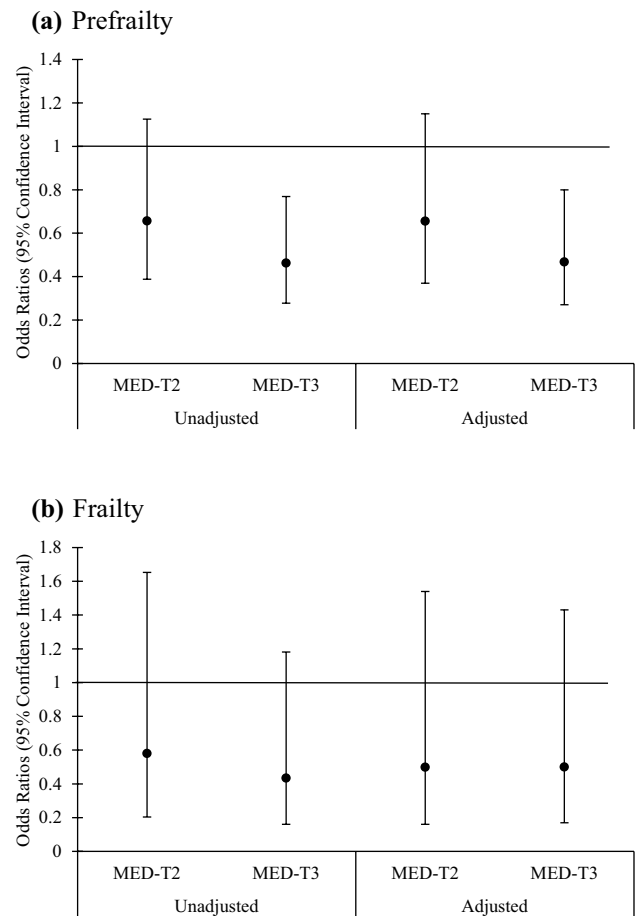 (a) Prefrailty
Odds Ratios (95% Confidence Interval)
1.4
1.2
1
0.8
0.6
0.4
0.2
0
MED-T2 MED-T3 MED-T2 MED-T3
Unadjusted Adjusted
(b) Frailty
Odds Ratios (95% Confidence Interval)
1.8
1.6
1.4
1.2
1
0.8
0.6
0.4
0.2
0
MED-T2 MED-T3 MED-T2 MED-T3
Unadjusted Adjusted